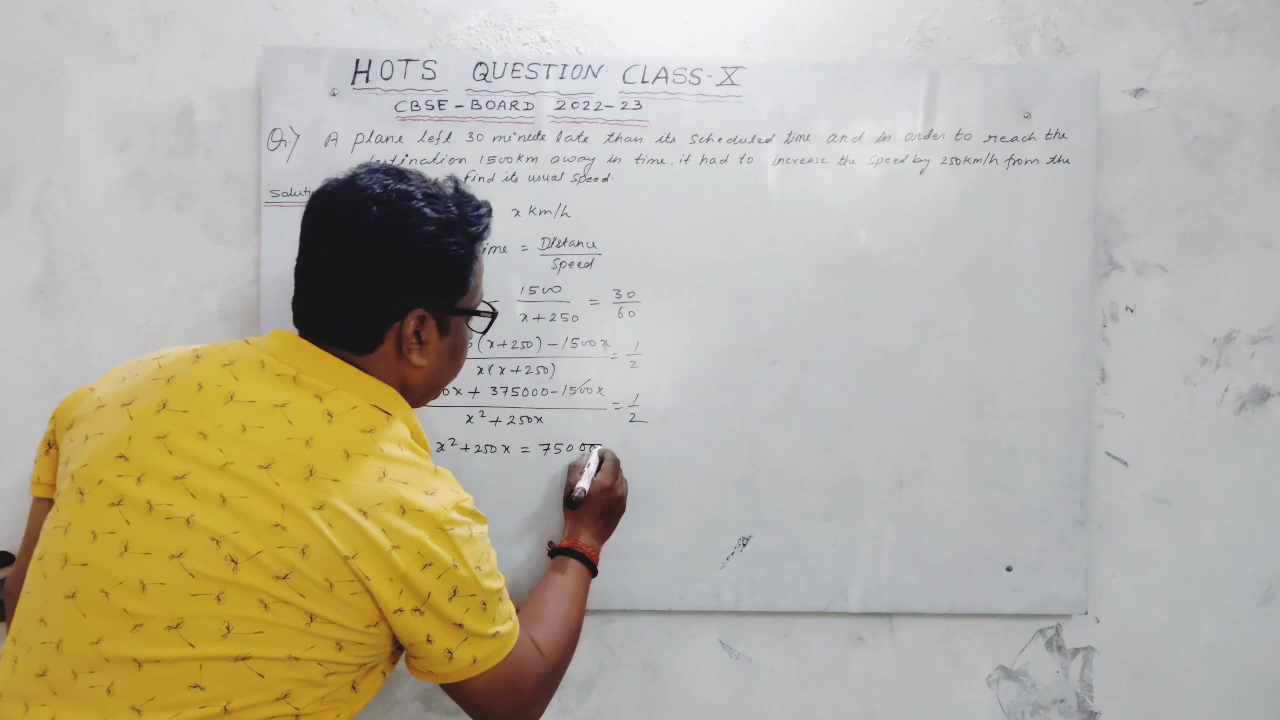 HOTS QUESTION CLASS-X
CBSE-BOARD 2022-23
Q1) A plane left 30 minute late than its scheduled time and in order to reach the
destination 1500km away in time, it had to increase the speed by 250km/h from the
find its usual speed.
x km/h
= Distance / Speed
1500 / x+250 = 30 / 60
(x+250) - 1500x / x(x+250) = 1/2
x + 375000 - 1500x / x² + 250x = 1/2
x² + 250x = 75000